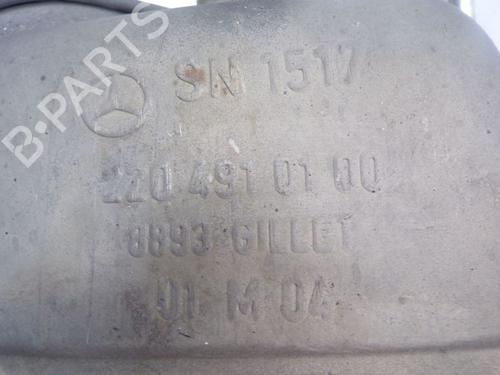 SN 1517
220 491 01 00
8893 GILLET
01 M 04
B-PARTS